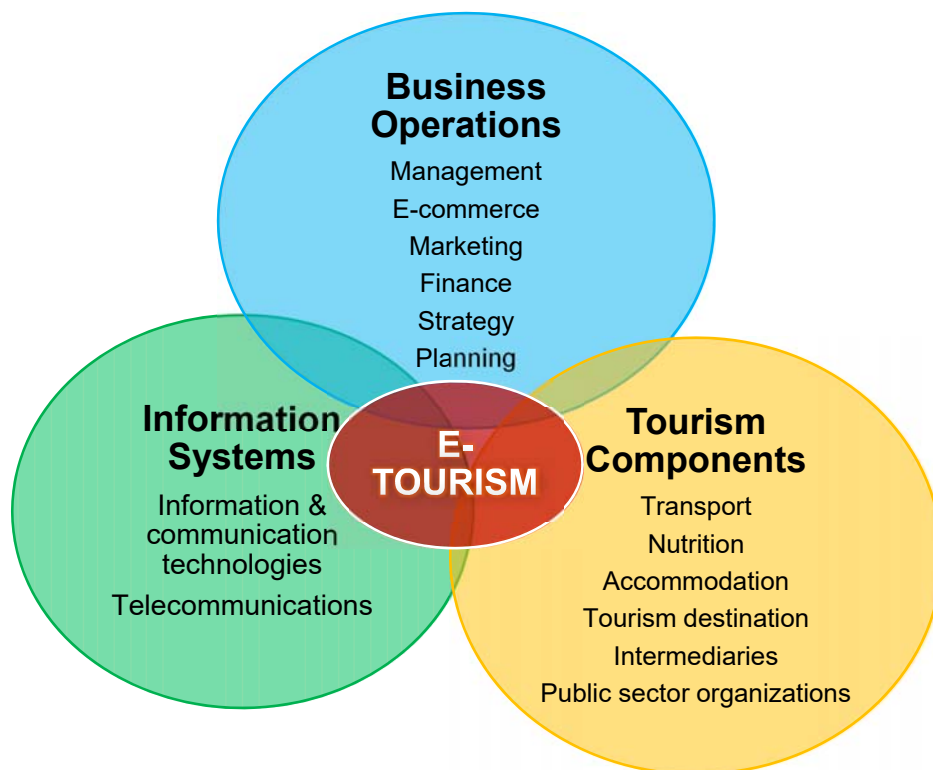 Business
Operations
Management
E-commerce
Marketing
Finance
Strategy
Planning
Information
Systems
Information &
communication
technologies
Telecommunications
E-
TOURISM
Tourism
Components
Transport
Nutrition
Accommodation
Tourism destination
Intermediaries
Public sector organizations